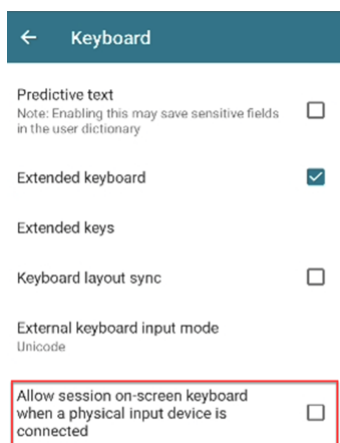 Keyboard
Predictive text
Note: Enabling this may save sensitive fields
in the user dictionary
Extended keyboard
Extended keys
Keyboard layout sync
External keyboard input mode
Unicode
Allow session on-screen keyboard
when a physical input device is
connected